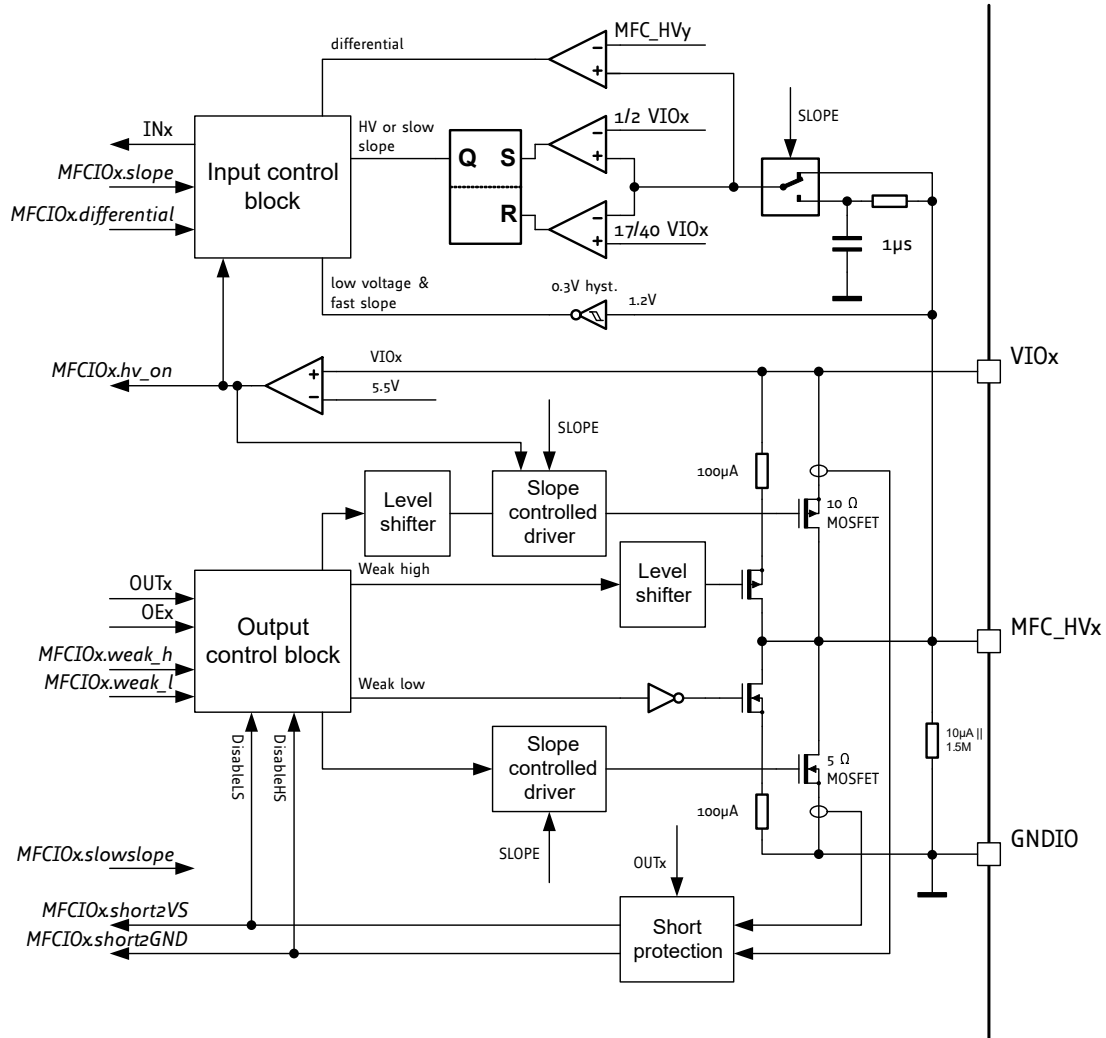 MFC_HVy
differential
−
+
SLOPE
INx
HV or slow
slope
1/2 VIOx
−
+
MFCIOx.slope
Input control
block
Q S
R
MFCIOx.differential
−
+
17/40 VIOx
1µs
low voltage &
fast slope
0.3V hyst.
1.2V
VIOx
MFCIOx.hv_on
VIOx
+
−
5.5V
SLOPE
100µA
Level
shifter
Slope
controlled
driver
10 Ω
MOSFET
Weak high
Level
shifter
OUTx
OEx
Output
control block
MFC_HVx
MFCIOx.weak_h
MFCIOx.weak_l
Weak low
DisableLS
DisableHS
Slope
controlled
driver
5 Ω
MOSFET
10µA ||
1.5M
100µA
SLOPE
GNDIO
MFCIOx.slowslope
OUTx
MFCIOx.short2VS
MFCIOx.short2GND
Short
protection